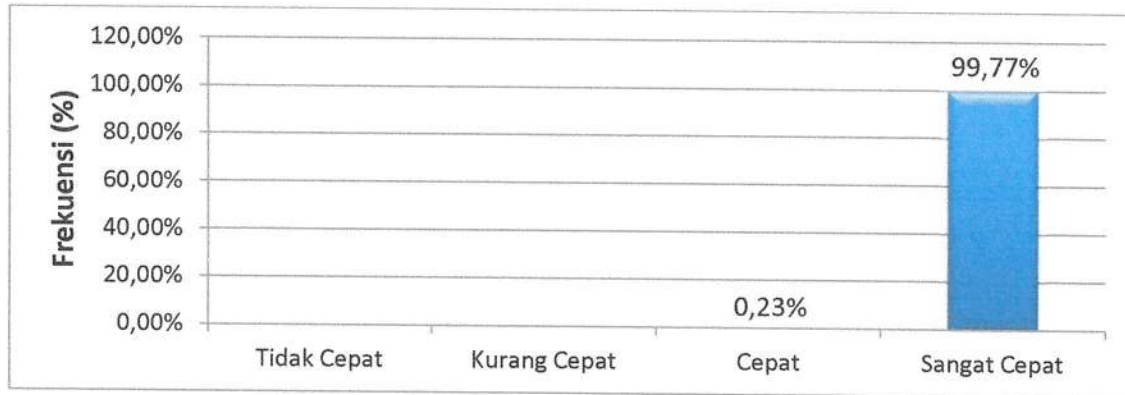 Frekuensi (%)
120,00%
100,00%
80,00%
60,00%
40,00%
20,00%
0,00%
99,77%
0,23%
Tidak Cepat
Kurang Cepat
Cepat
Sangat Cepat